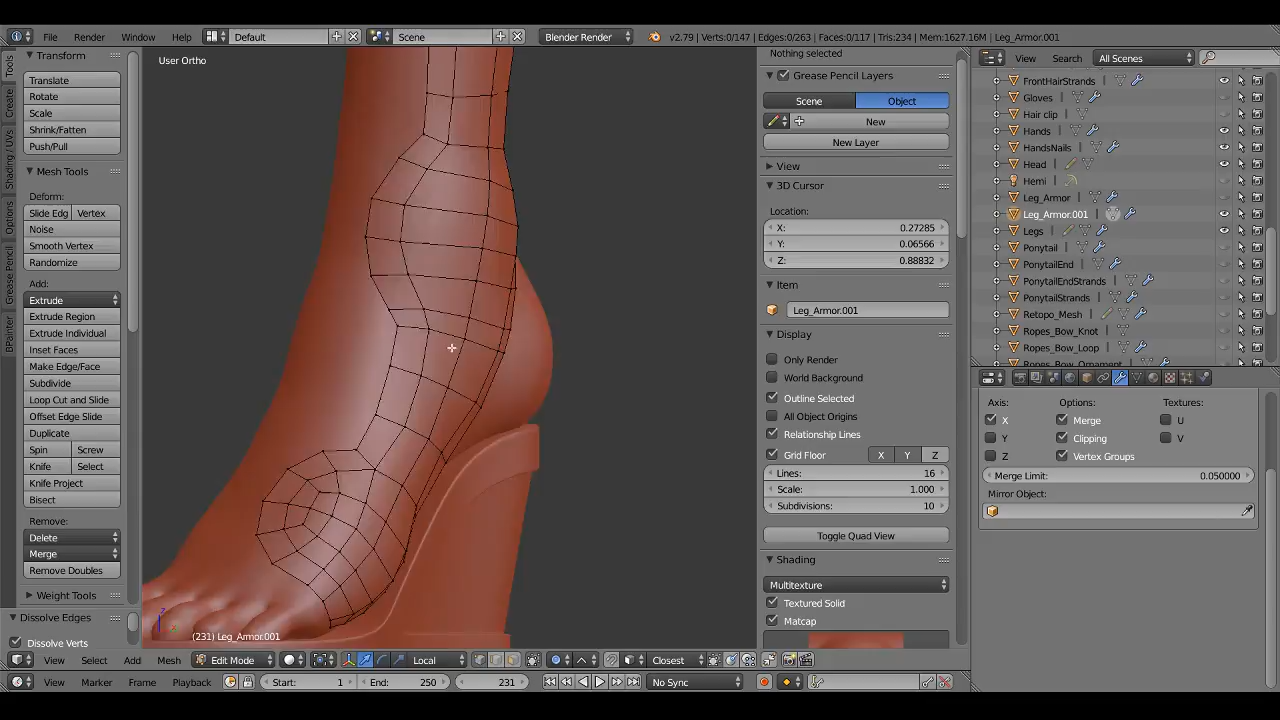 File Render Window Help Default Scene Blender Render v2.79 | Verts:0/147 | Edges:0/263 | Faces:0/117 | Tris:234 | Mem:1627.16M | Leg_Armor.001
Tools
Create
Shading / UVs
Options
Grease Pencil
BPainter
Transform
Translate
Rotate
Scale
Shrink/Fatten
Push/Pull
Mesh Tools
Deform:
Slide Edg Vertex
Noise
Smooth Vertex
Randomize
Add:
Extrude
Extrude Region
Extrude Individual
Inset Faces
Make Edge/Face
Subdivide
Loop Cut and Slide
Offset Edge Slide
Duplicate
Spin Screw
Knife Select
Knife Project
Bisect
Remove:
Delete
Merge
Remove Doubles
Weight Tools
Dissolve Edges
Dissolve Verts
User Ortho
(231) Leg_Armor.001
Nothing selected
Grease Pencil Layers
Scene Object
New
New Layer
View
3D Cursor
Location:
X: 0.27285
Y: 0.06566
Z: 0.88832
Item
Leg_Armor.001
Display
Only Render
World Background
Outline Selected
All Object Origins
Relationship Lines
Grid Floor X Y Z
Lines: 16
Scale: 1.000
Subdivisions: 10
Toggle Quad View
Shading
Multitexture
Textured Solid
Matcap
View Search All Scenes
FrontHairStrands
Gloves
Hair clip
Hands
HandsNails
Head
Hemi
Leg_Armor
Leg_Armor.001
Legs
Ponytail
PonytailEnd
PonytailEndStrands
PonytailStrands
Retopo_Mesh
Ropes_Bow_Knot
Ropes_Bow_Loop
Ropes_Bow_Ornament
Axis: Options: Textures:
X Merge U
Y Clipping V
Z Vertex Groups
Merge Limit: 0.050000
Mirror Object:
View Select Add Mesh Edit Mode Local Closest
View Marker Frame Playback Start: 1 End: 250 231 No Sync